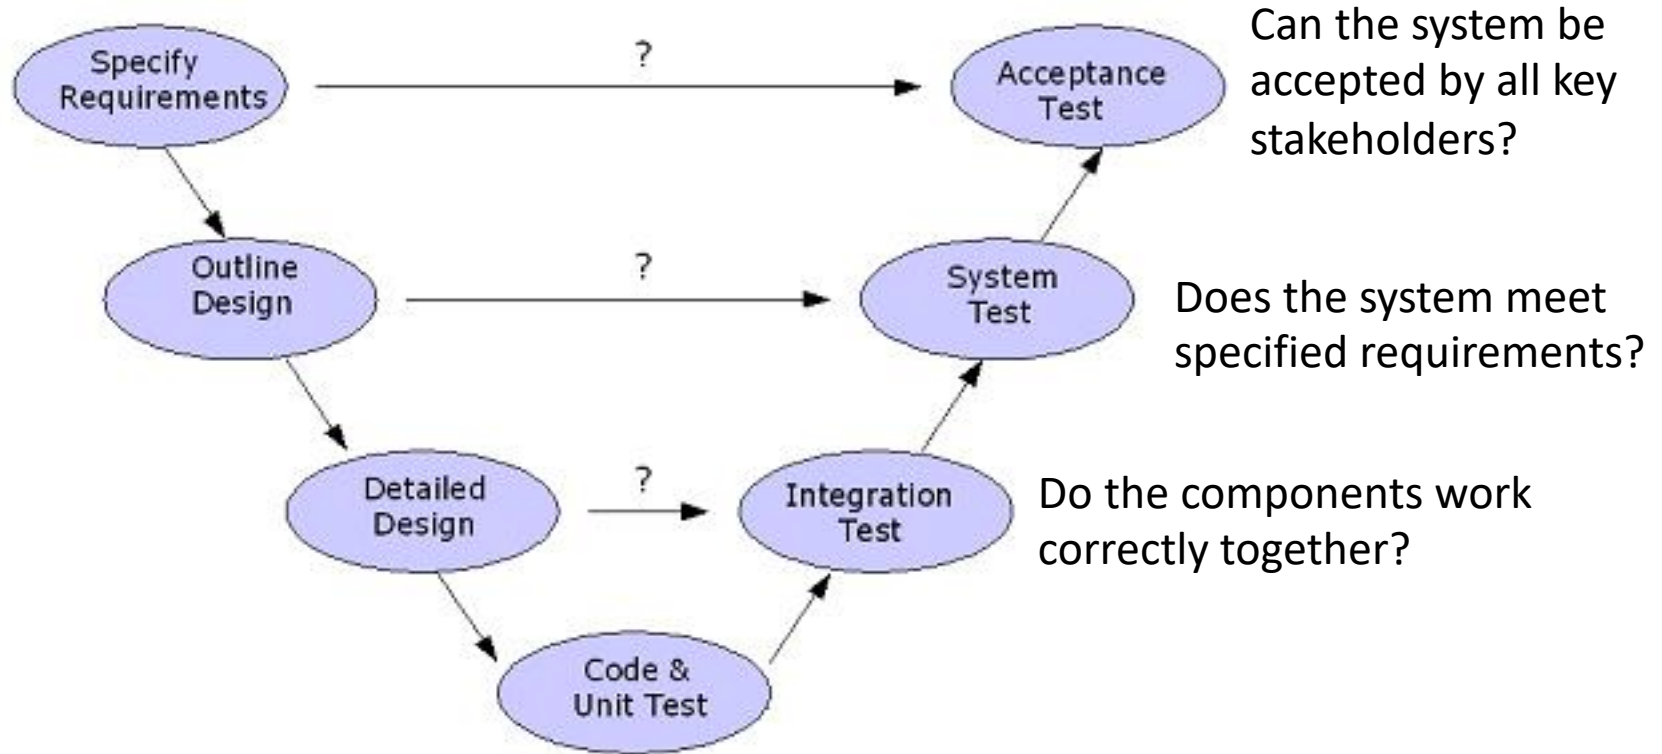 Specify
Requirements
?
Acceptance
Test
Can the system be
accepted by all key
stakeholders?
Outline
Design
?
System
Test
Does the system meet
specified requirements?
Detailed
Design
?
Integration
Test
Do the components work
correctly together?
Code &
Unit Test